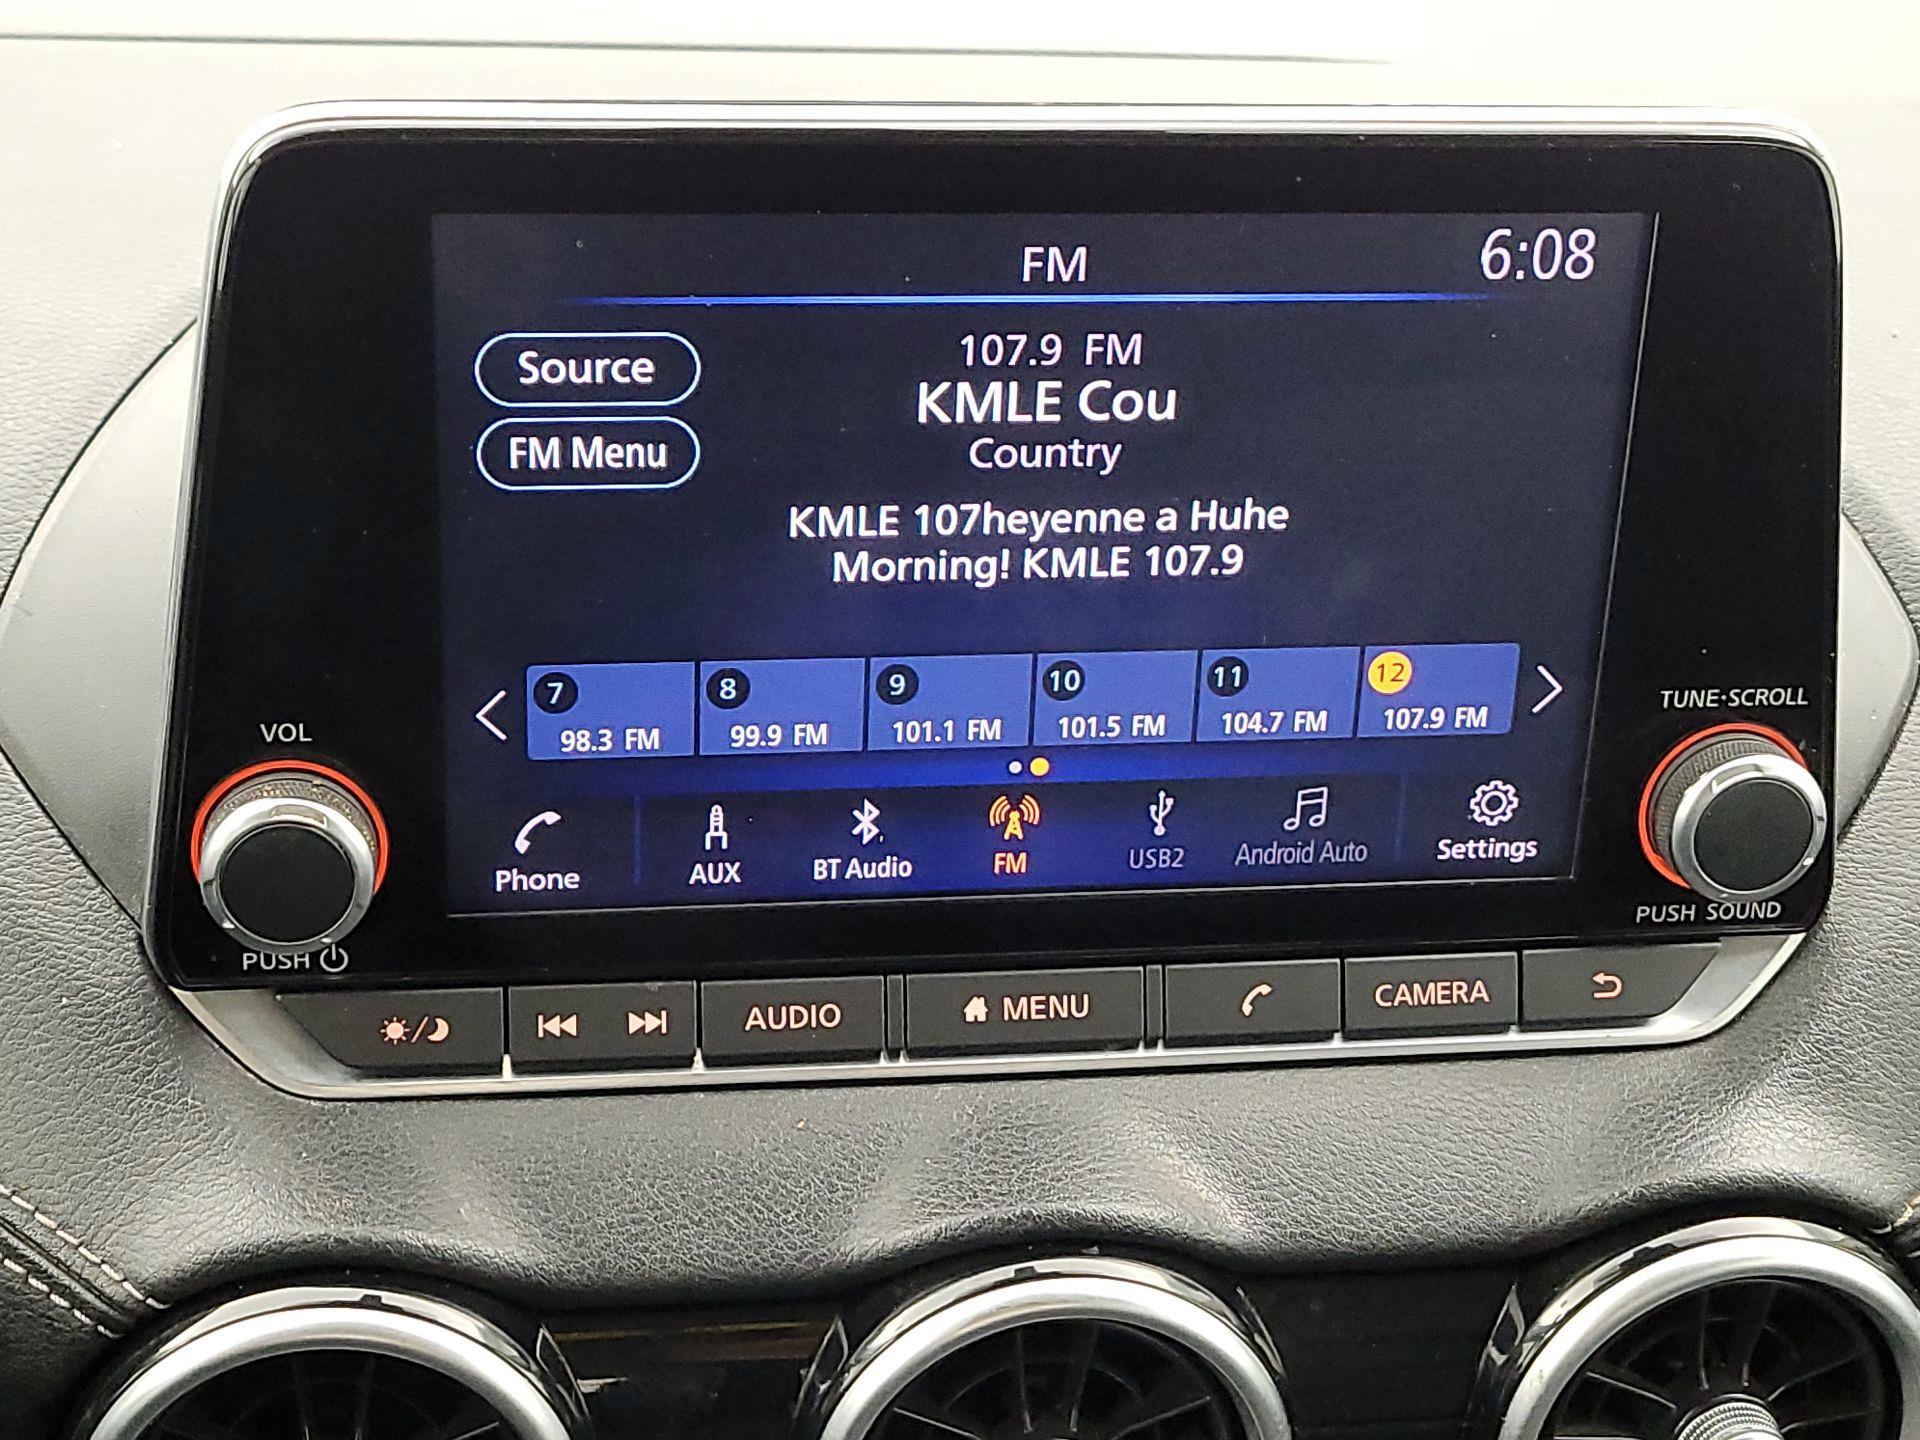 FM
6:08
Source
107.9 FM
KMLE Cou
FM Menu
Country
KMLE 107heyenne a Huhe
Morning! KMLE 107.9
7
8
9
10
11
12
98.3 FM
99.9 FM
101.1 FM
101.5 FM
104.7 FM
107.9 FM
Phone
AUX
BT Audio
FM
USB2
Android Auto
Settings
VOL
PUSH
TUNE·SCROLL
PUSH SOUND
AUDIO
MENU
CAMERA